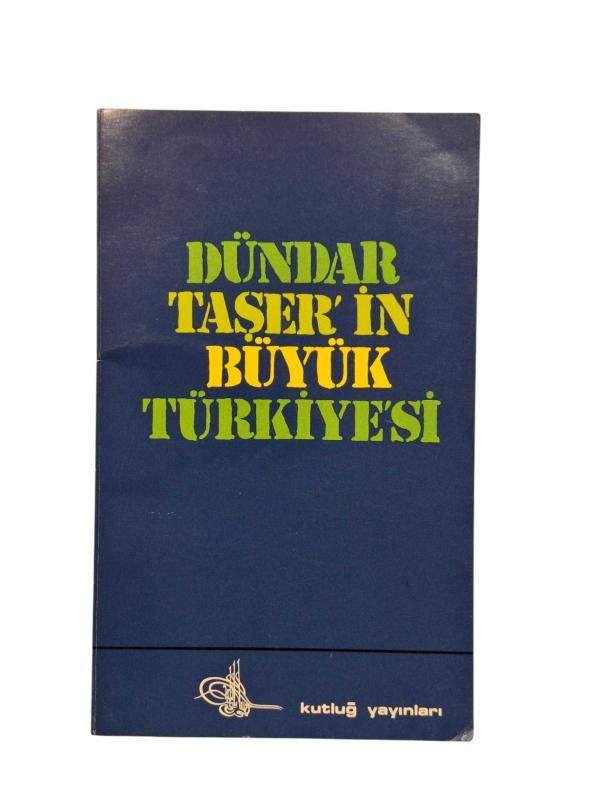 DÜNDAR
TAŞER'İN
BÜYÜK
TÜRKİYE'Sİ
kutluğ yayınları